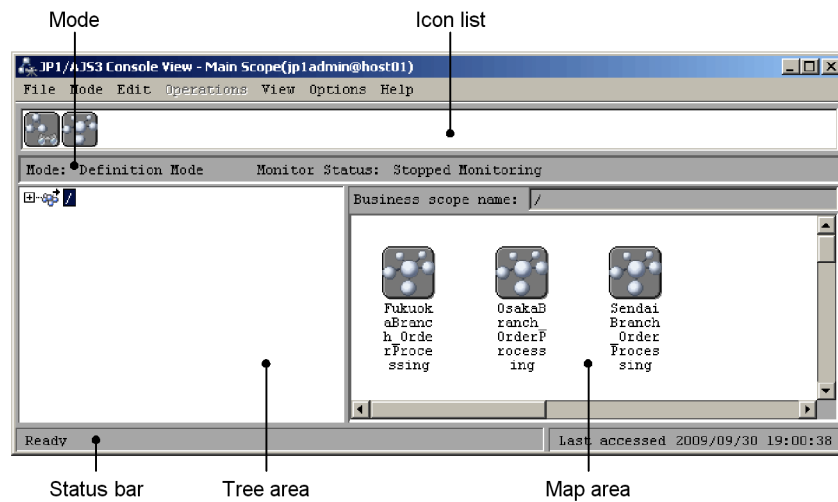 Mode
Icon list
JP1/AJS3 Console View - Main Scope(jp1admin@host01)
File Mode Edit Operations View Options Help
Mode: Definition Mode Monitor Status: Stopped Monitoring
/
Business scope name: /
Fukuok
aBranc
h_Orde
rProce
ssing
OsakaB
ranch_
OrderP
rocess
ing
Sendai
Branch
_Order
Proces
sing
Ready
Last accessed 2009/09/30 19:00:38
Status bar
Tree area
Map area